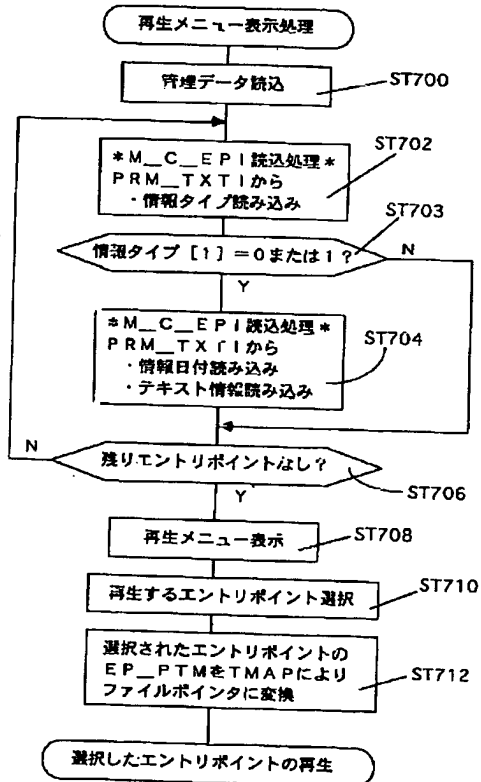 再生メニュー表示処理
管理データ読込
ST700
*M__C__EPI読込処理*
PRM__TXTIから
・情報タイプ読み込み
ST702
情報タイプ[1]=0または1?
ST703
N
Y
*M__C__EPI読込処理*
PRM__TXTIから
・情報日付読み込み
・テキスト情報読み込み
ST704
残りエントリポイントなし?
N
ST706
Y
再生メニュー表示
ST708
再生するエントリポイント選択
ST710
選択されたエントリポイントの
EP__PTMをTMAPにより
ファイルポインタに変換
ST712
選択したエントリポイントの再生